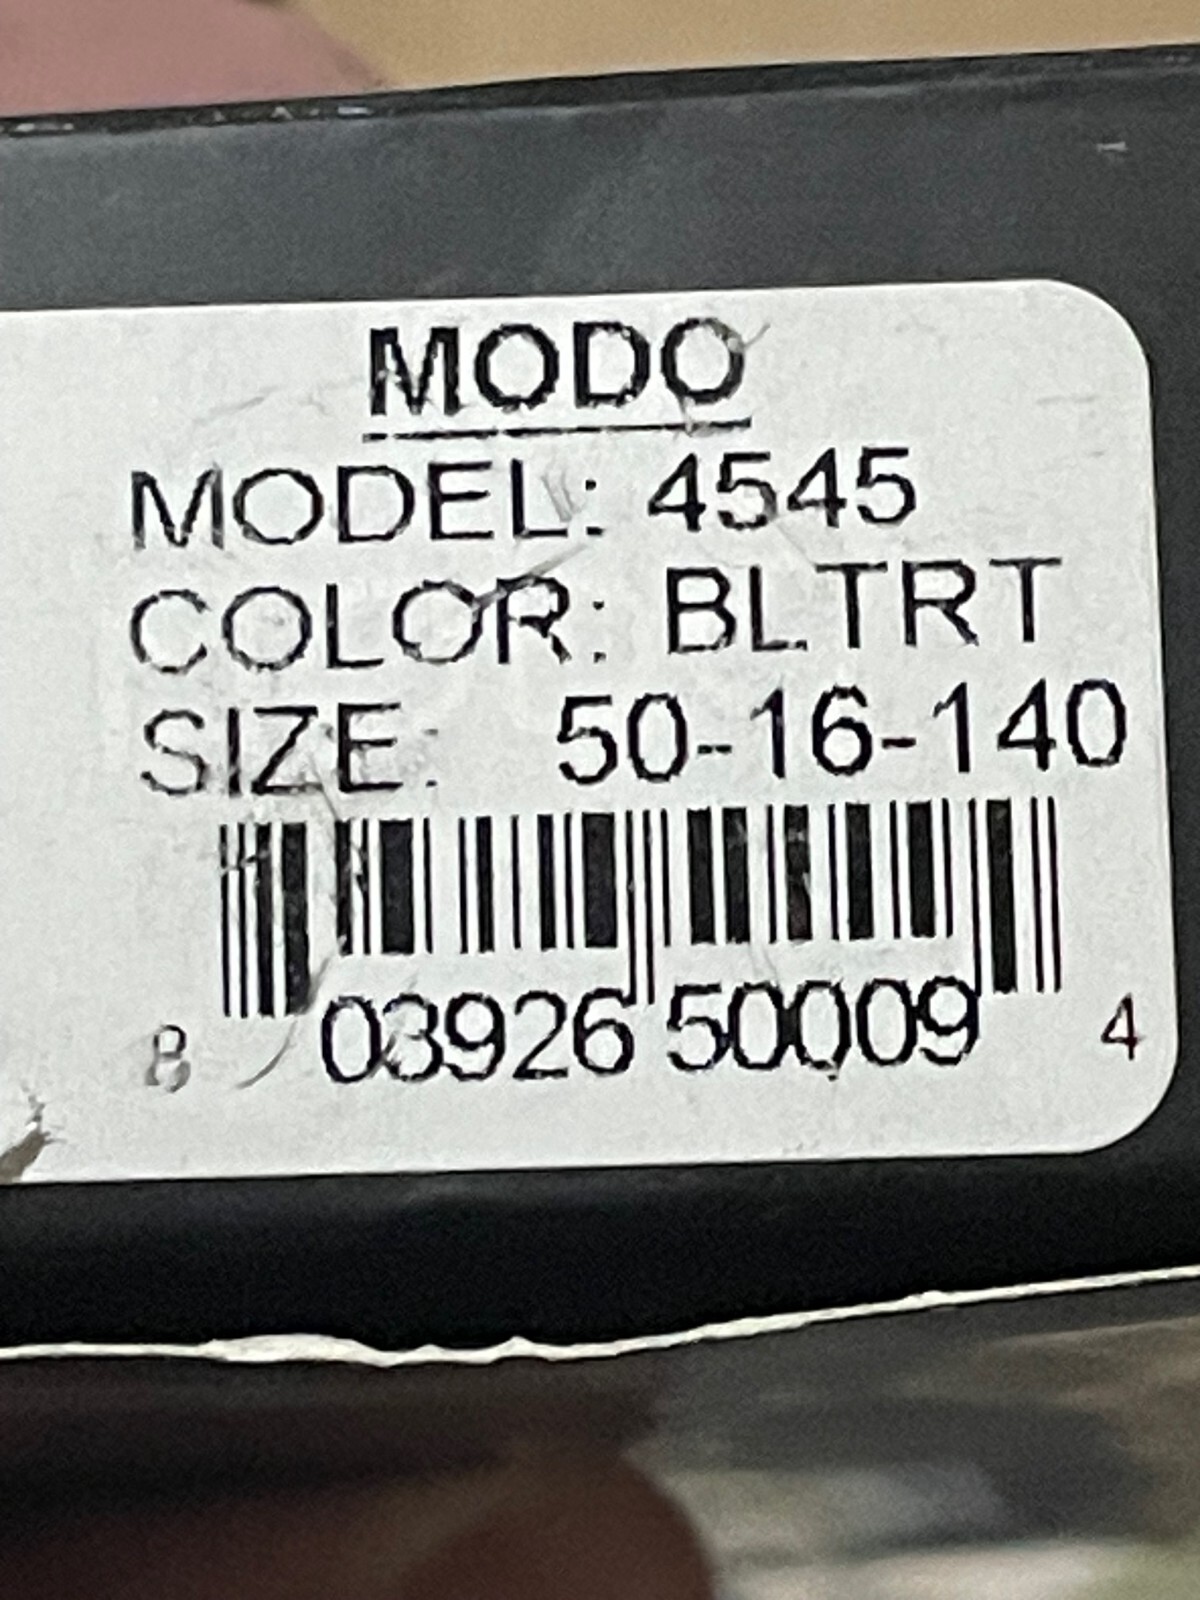 MODO
MODEL: 4545
COLOR: BLTRT
SIZE: 50-16-140
8 03926 50009 4